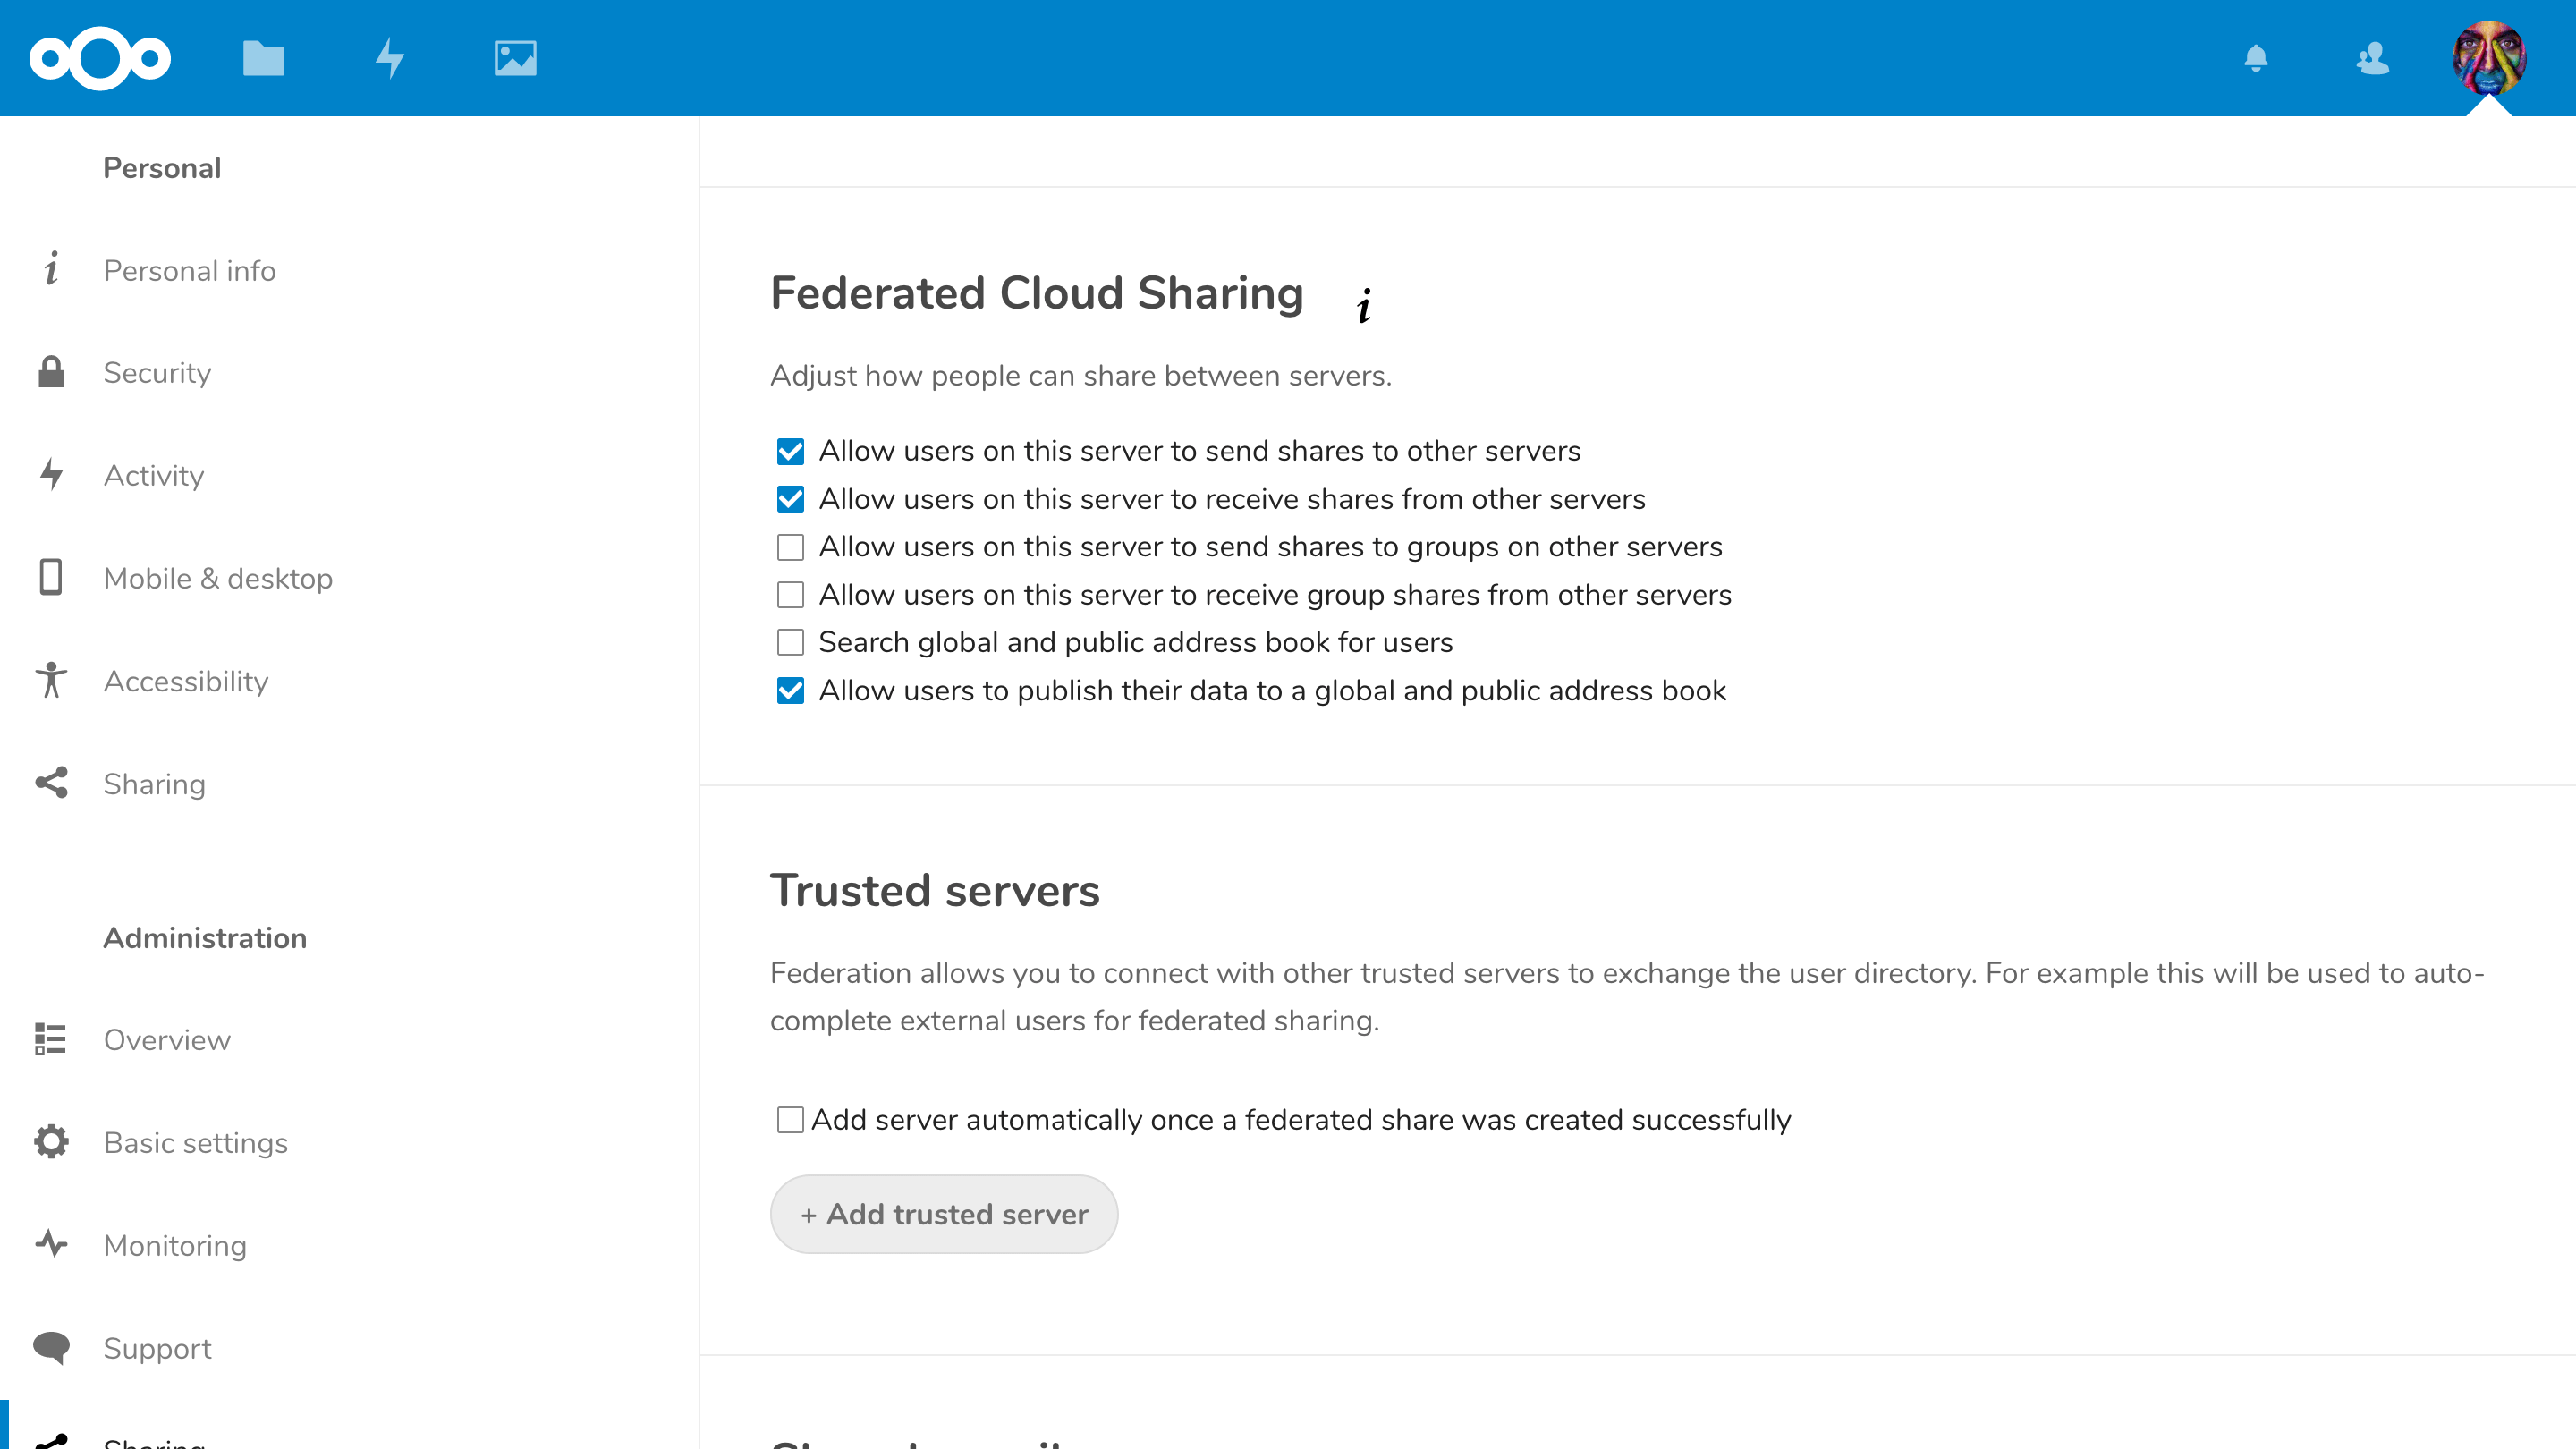 Personal
Personal info
Security
Activity
Mobile & desktop
Accessibility
Sharing
Administration
Overview
Basic settings
Monitoring
Support
Sharing
Federated Cloud Sharing
Adjust how people can share between servers.
Allow users on this server to send shares to other servers
Allow users on this server to receive shares from other servers
Allow users on this server to send shares to groups on other servers
Allow users on this server to receive group shares from other servers
Search global and public address book for users
Allow users to publish their data to a global and public address book
Trusted servers
Federation allows you to connect with other trusted servers to exchange the user directory. For example this will be used to auto-
complete external users for federated sharing.
Add server automatically once a federated share was created successfully
+ Add trusted server